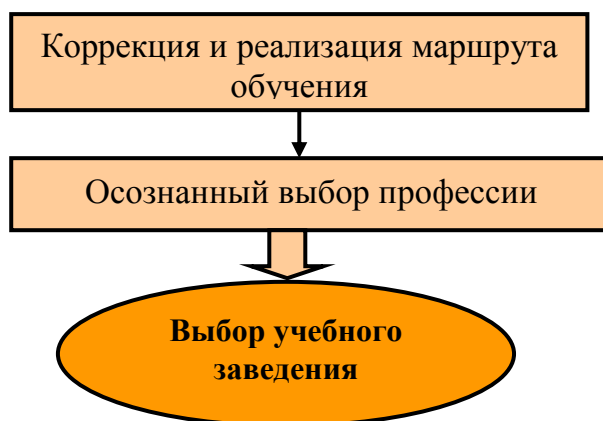 Коррекция и реализация маршрута
обучения
Осознанный выбор профессии
Выбор учебного
заведения